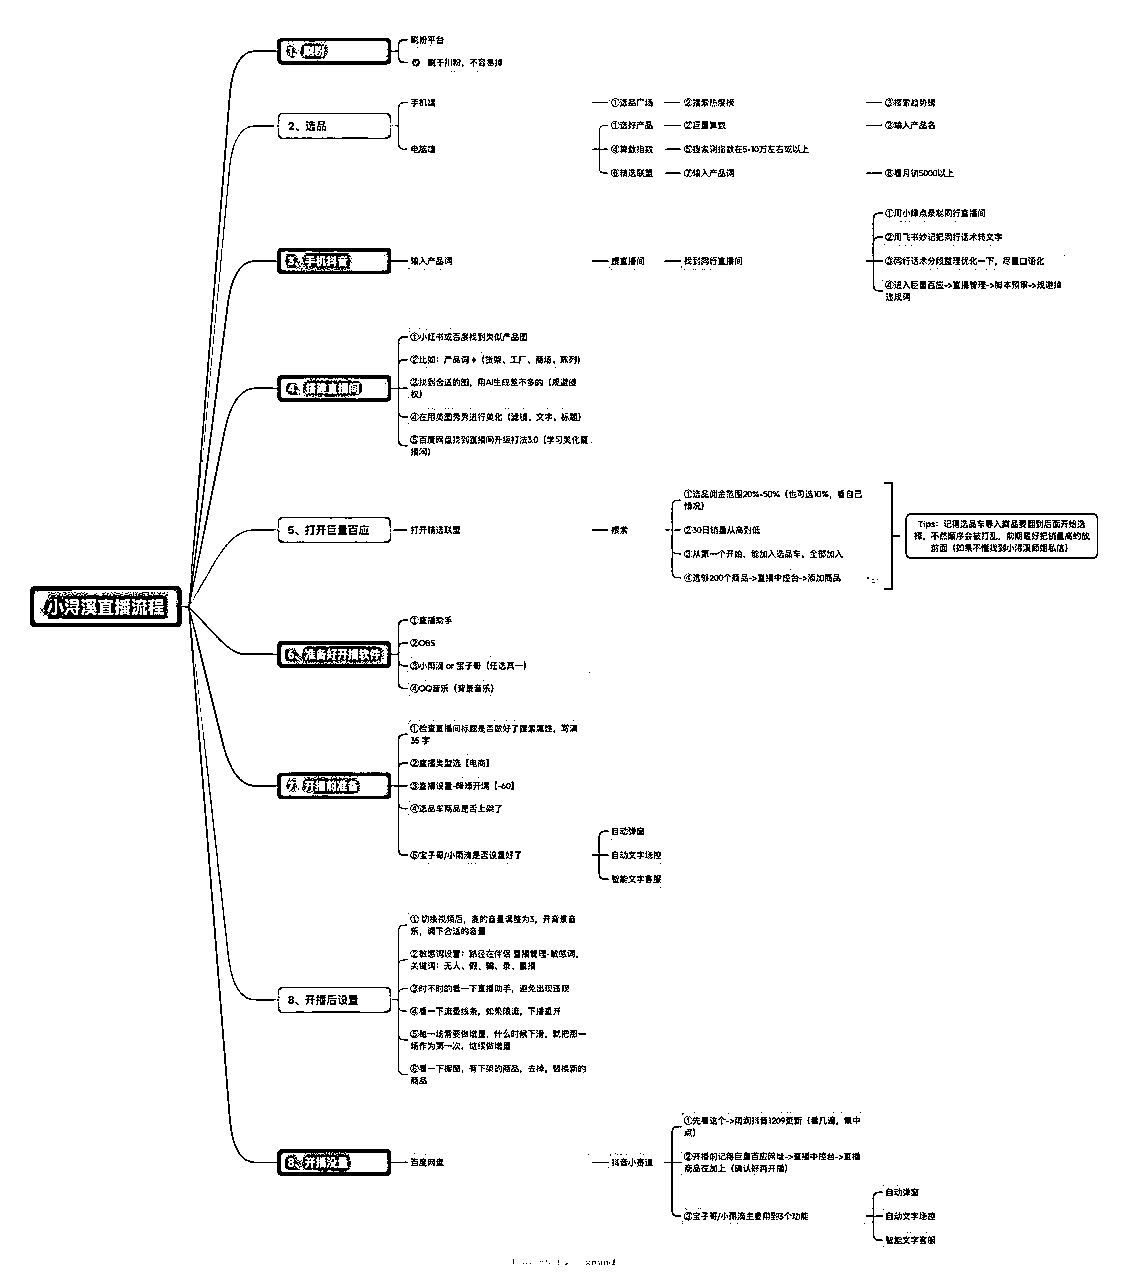 小浔溪直播流程
1、刷粉
刷粉平台
刷千川粉，不容易掉
2、选品
手机端
①选品广场
②搜索热度榜
③搜索趋势榜
电脑端
①选好产品
②巨量算数
③输入产品名
④算数指数
⑤搜索词指数在5-10万左右或以上
⑥精选联盟
⑦输入产品词
⑧看月销5000以上
3、手机抖音
输入产品词
搜直播间
找到同行直播间
①用小绿点录制同行直播间
②用飞书妙记把同行话术转文字
③同行话术分段整理优化一下，尽量口语化
④进入巨量百应->直播管理->脚本预审->规避掉
违规词
4、搭建直播间
①小红书或百度找到类似产品图
②比如：产品词+（货架、工厂、商场、陈列）
③找到合适的图，用AI生成差不多的（规避侵
权）
④在用美图秀秀进行美化（滤镜、文字、标题）
⑤百度网盘找到直播间升级打法3.0（学习美化直
播间）
5、打开巨量百应
打开精选联盟
搜索
①选品佣金范围20%-50%（也可选10%，看自己
情况）
②30日销量从高到低
③从第一个开始，能加入选品车，全部加入
④选够200个商品->直播中控台->添加商品
Tips：记得选品车导入商品要翻到后面开始选
择，不然顺序会被打乱，前期最好把销量高的放
前面（如果不懂找到小浔溪师姐私信）
6、准备好开播软件
①直播助手
②OBS
③小雨滴 or 宝子哥（任选其一）
④QQ音乐（背景音乐）
7、开播前准备
①检查直播间标题是否做好了搜索属性，写满
35 字
②直播类型选【电商】
③直播设置-降噪开满【-60】
④选品车商品是否上架了
⑤宝子哥/小雨滴是否设置好了
自动弹窗
自动文字场控
智能文字客服
8、开播后设置
① 切换视频后，麦的音量调整为3，开背景音
乐，调下合适的音量
②敏感词设置：路径在伴侣 直播管理-敏感词，
关键词：无人、假、骗、录、重播
③时不时的看一下直播助手，避免出现违规
④看一下流量线条，如果限流，下播重开
⑤每一场需要做增量，什么时候下滑，就把那一
场作为第一次，继续做增量
⑥看一下橱窗，有下架的商品，去掉，替换新的
商品
8、开播设置
百度网盘
抖音小赛道
①先看这个->雨润抖音1209更新（看几遍，集中
点）
②开播前记得巨量百应网址->直播中控台->直播
商品在加上（确认好再开播）
③宝子哥/小雨滴主要用到3个功能
自动弹窗
自动文字场控
智能文字客服